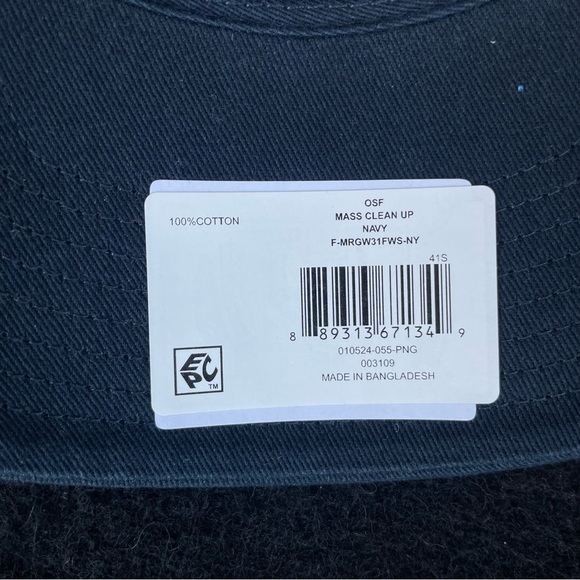 100%COTTON
OSF
MASS CLEAN UP
NAVY
F-MRGW31FWS-NY
41S
8 89313 67134 9
010524-055-PNG
003109
MADE IN BANGLADESH
EPC
TM